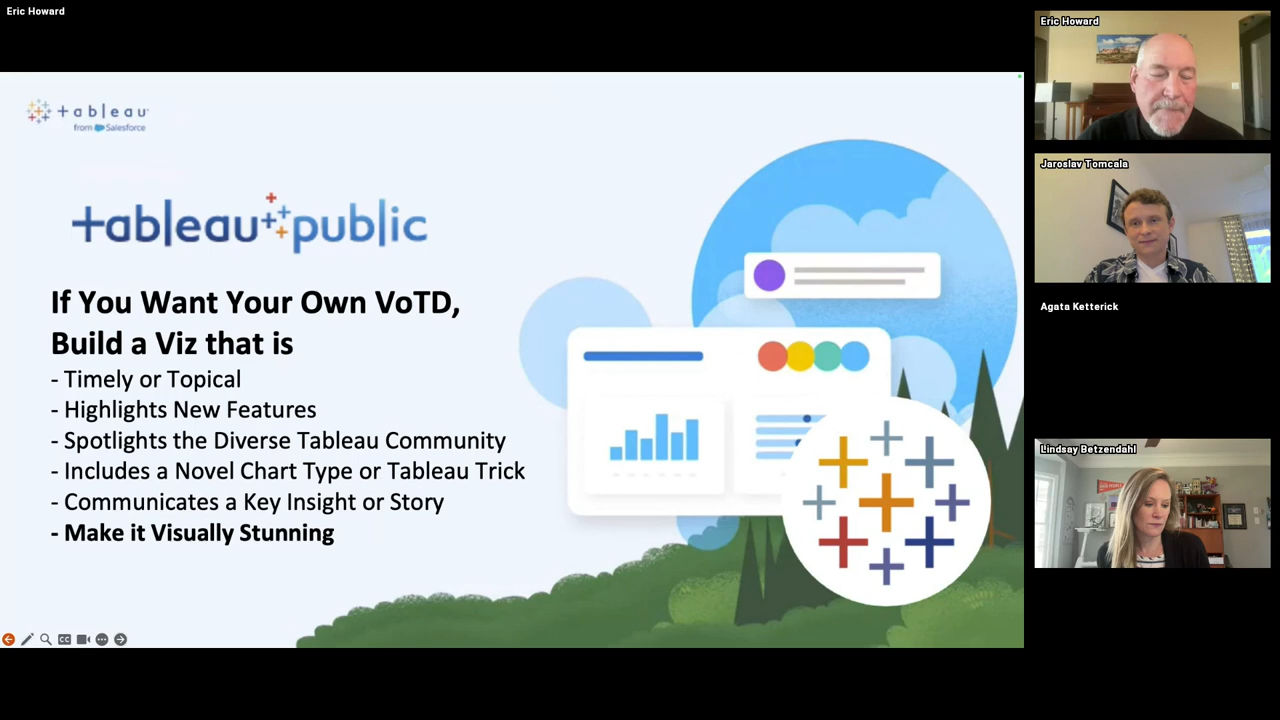 Eric Howard
tableau
from Salesforce
tableau public
If You Want Your Own VoTD,
Build a Viz that is
- Timely or Topical
- Highlights New Features
- Spotlights the Diverse Tableau Community
- Includes a Novel Chart Type or Tableau Trick
- Communicates a Key Insight or Story
- Make it Visually Stunning
CC
Eric Howard
Jaroslav Tomcala
Agata Ketterick
Lindsay Betzendahl